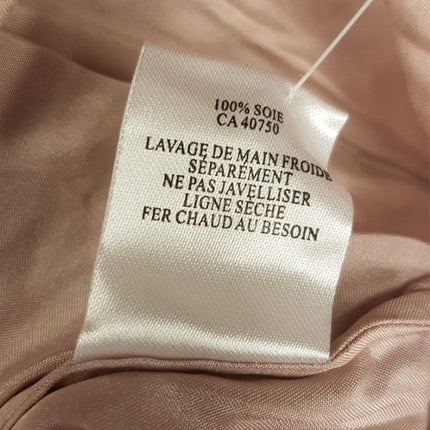 100% SOIE
CA 40750
LAVAGE DE MAIN FROIDE
SÉPAREMENT
NE PAS JAVELLISER
LIGNE SÈCHE
FER CHAUD AU BESOIN